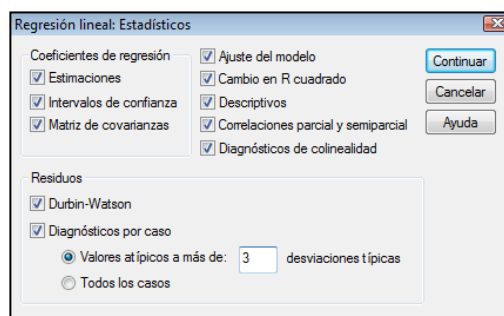 Regresión lineal: Estadísticos
Coeficientes de regresión
Estimaciones
Intervalos de confianza
Matriz de covarianzas
Ajuste del modelo
Cambio en R cuadrado
Descriptivos
Correlaciones parcial y semiparcial
Diagnósticos de colinealidad
Continuar
Cancelar
Ayuda
Residuos
Durbin-Watson
Diagnósticos por caso
Valores atípicos a más de: 3 desviaciones típicas
Todos los casos